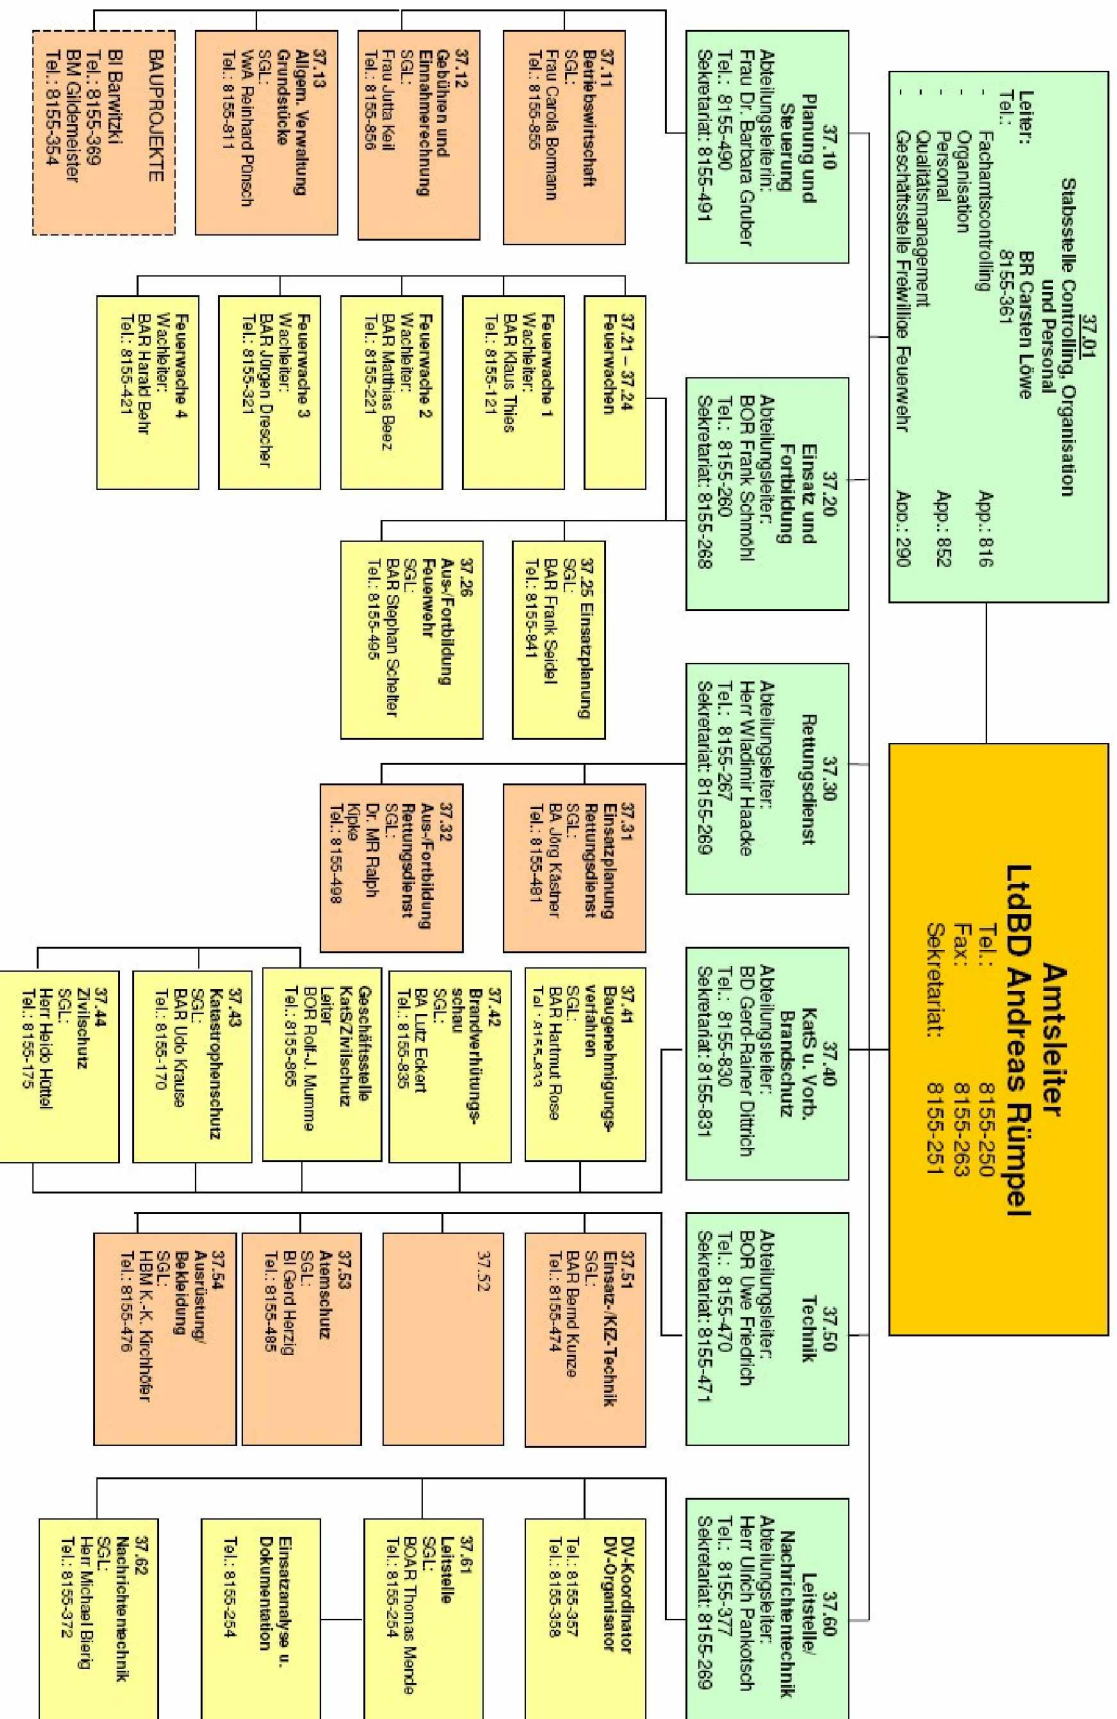 Amtsleiter
LtdBD Andreas Rümpel
Tel.: 8155-250
Fax: 8155-263
Sekretariat: 8155-251
37.01
Stabsstelle Controlling, Organisation
und Personal
Leiter: BR Carsten Löwe
Tel.: 8155-361
- Fachamtscontrolling App.: 816
- Organisation
- Personal App.: 852
- Qualitätsmanagement
- Geschäftsstelle Freiwillige Feuerwehr App.: 290
37.10
Planung und
Steuerung
Abteilungsleiterin:
Frau Dr. Barbara Gruber
Tel.: 8155-490
Sekretariat: 8155-491
37.20
Einsatz und
Fortbildung
Abteilungsleiter:
BOR Frank Schmöhl
Tel.: 8155-260
Sekretariat: 8155-268
37.30
Rettungsdienst
Abteilungsleiter:
Herr Wladimir Haacke
Tel.: 8155-267
Sekretariat: 8155-269
37.40
KatS u. Vorb.
Brandschutz
Abteilungsleiter:
BD Gerd-Rainer Dittrich
Tel.: 8155-830
Sekretariat: 8155-831
37.50
Technik
Abteilungsleiter:
BOR Uwe Friedrich
Tel.: 8155-470
Sekretariat: 8155-471
37.60
Leitstelle/
Nachrichtentechnik
Abteilungsleiter:
Herr Ulrich Pankotsch
Tel.: 8155-377
Sekretariat: 8155-269
37.11
Betriebswirtschaft
SGL:
Frau Carola Bormann
Tel.: 8155-855
37.12
Gebühren und
Einnahmerechnung
SGL:
Frau Jutta Keil
Tel.: 8155-856
37.13
Allgem. Verwaltung
Grundstücke
SGL:
VwA Reinhard Pünsch
Tel.: 8155-811
BAUPROJEKTE
BI Barwitzki
Tel.: 8155-369
BM Gildemeister
Tel.: 8155-354
37.21 – 37.24
Feuerwachen
Feuerwache 1
Wachleiter:
BAR Klaus Thies
Tel.: 8155-121
Feuerwache 2
Wachleiter:
BAR Matthias Beez
Tel.: 8155-221
Feuerwache 3
Wachleiter:
BAR Jürgen Drescher
Tel.: 8155-321
Feuerwache 4
Wachleiter:
BAR Harald Behr
Tel.: 8155-421
37.25 Einsatzplanung
SGL:
BAR Frank Seidel
Tel.: 8155-841
37.26
Aus-/Fortbildung
Feuerwehr
SGL:
BAR Stephan Schelter
Tel.: 8155-495
37.31
Einsatzplanung
Rettungsdienst
SGL:
BA Jörg Kästner
Tel.: 8155-481
37.32
Aus-/Fortbildung
Rettungsdienst
SGL:
Dr. MR Ralph
Kipke
Tel.: 8155-498
37.41
Baugenehmigungs-
verfahren
SGL:
BAR Hartmut Rose
Tel.: 8155-833
37.42
Brandverhütungs-
schau
SGL:
BA Lutz Eckert
Tel.: 8155-835
Geschäftsstelle
KatS/Zivilschutz
Leiter
BOR Rolf-J. Mumme
Tel.: 8155-865
37.43
Katastrophenschutz
SGL:
BAR Udo Krause
Tel.: 8155-170
37.44
Zivilschutz
SGL:
Herr Heido Hüttel
Tel.: 8155-175
37.51
Einsatz-/KfZ-Technik
SGL:
BAR Bernd Kunze
Tel.: 8155-474
37.52
37.53
Atemschutz
SGL:
BI Gerd Herzig
Tel.: 8155-485
37.54
Ausrüstung/
Bekleidung
SGL:
HBM K.-K. Kirchhöfer
Tel.: 8155-476
DV-Koordinator
DV-Organisator
Tel.: 8155-357
Tel.: 8155-358
37.61
Leitstelle
SGL:
BOAR Thomas Mende
Tel.: 8155-254
Einsatzanalyse u.
Dokumentation
Tel.: 8155-254
37.62
Nachrichtentechnik
SGL:
Herr Michael Bierig
Tel.: 8155-372